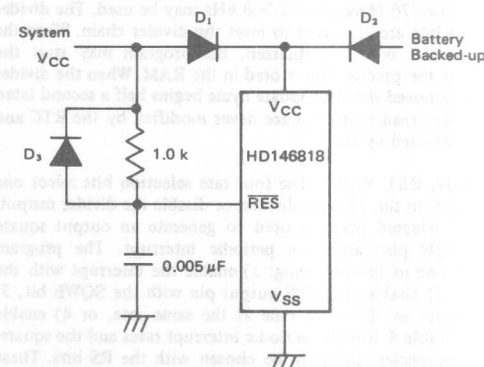 System
VCC
D1
D2
Battery
Backed-up
VCC
D3
1.0 k
HD146818
RES
0.005 μF
VSS